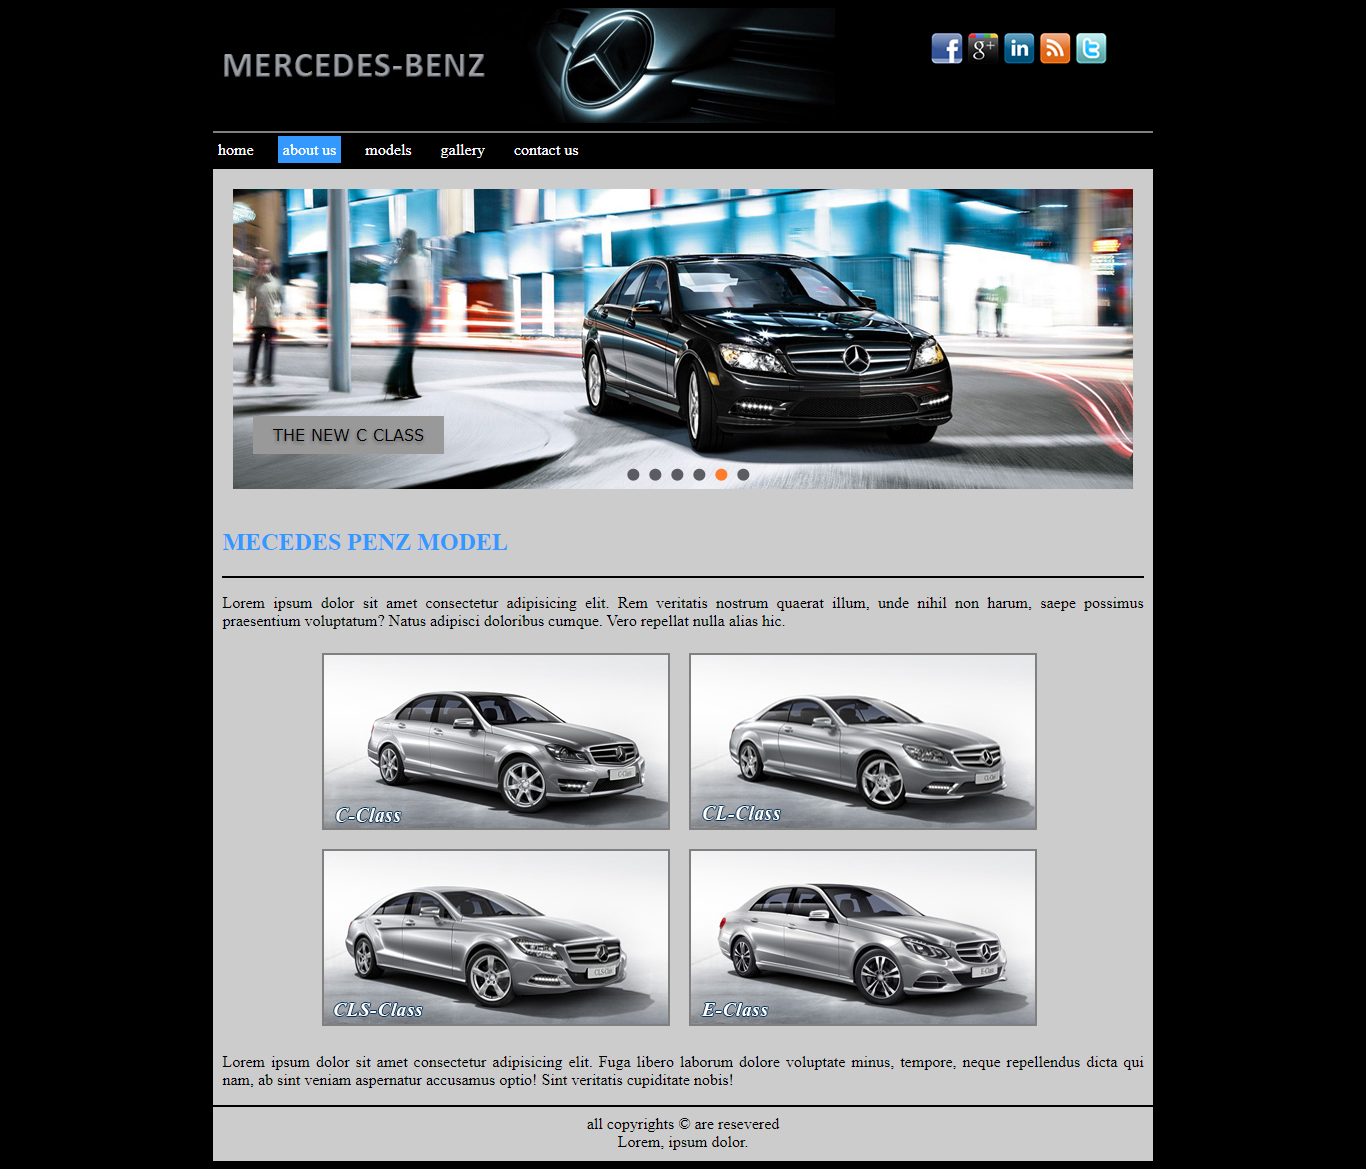 MERCEDES-BENZ
home about us models gallery contact us
THE NEW C CLASS
MECEDES PENZ MODEL
Lorem ipsum dolor sit amet consectetur adipisicing elit. Rem veritatis nostrum quaerat illum, unde nihil non harum, saepe possimus
praesentium voluptatum? Natus adipisci doloribus cumque. Vero repellat nulla alias hic.
C-Class
CL-Class
CLS-Class
E-Class
Lorem ipsum dolor sit amet consectetur adipisicing elit. Fuga libero laborum dolore voluptate minus, tempore, neque repellendus dicta qui
nam, ab sint veniam aspernatur accusamus optio! Sint veritatis cupiditate nobis!
all copyrights © are resevered
Lorem, ipsum dolor.